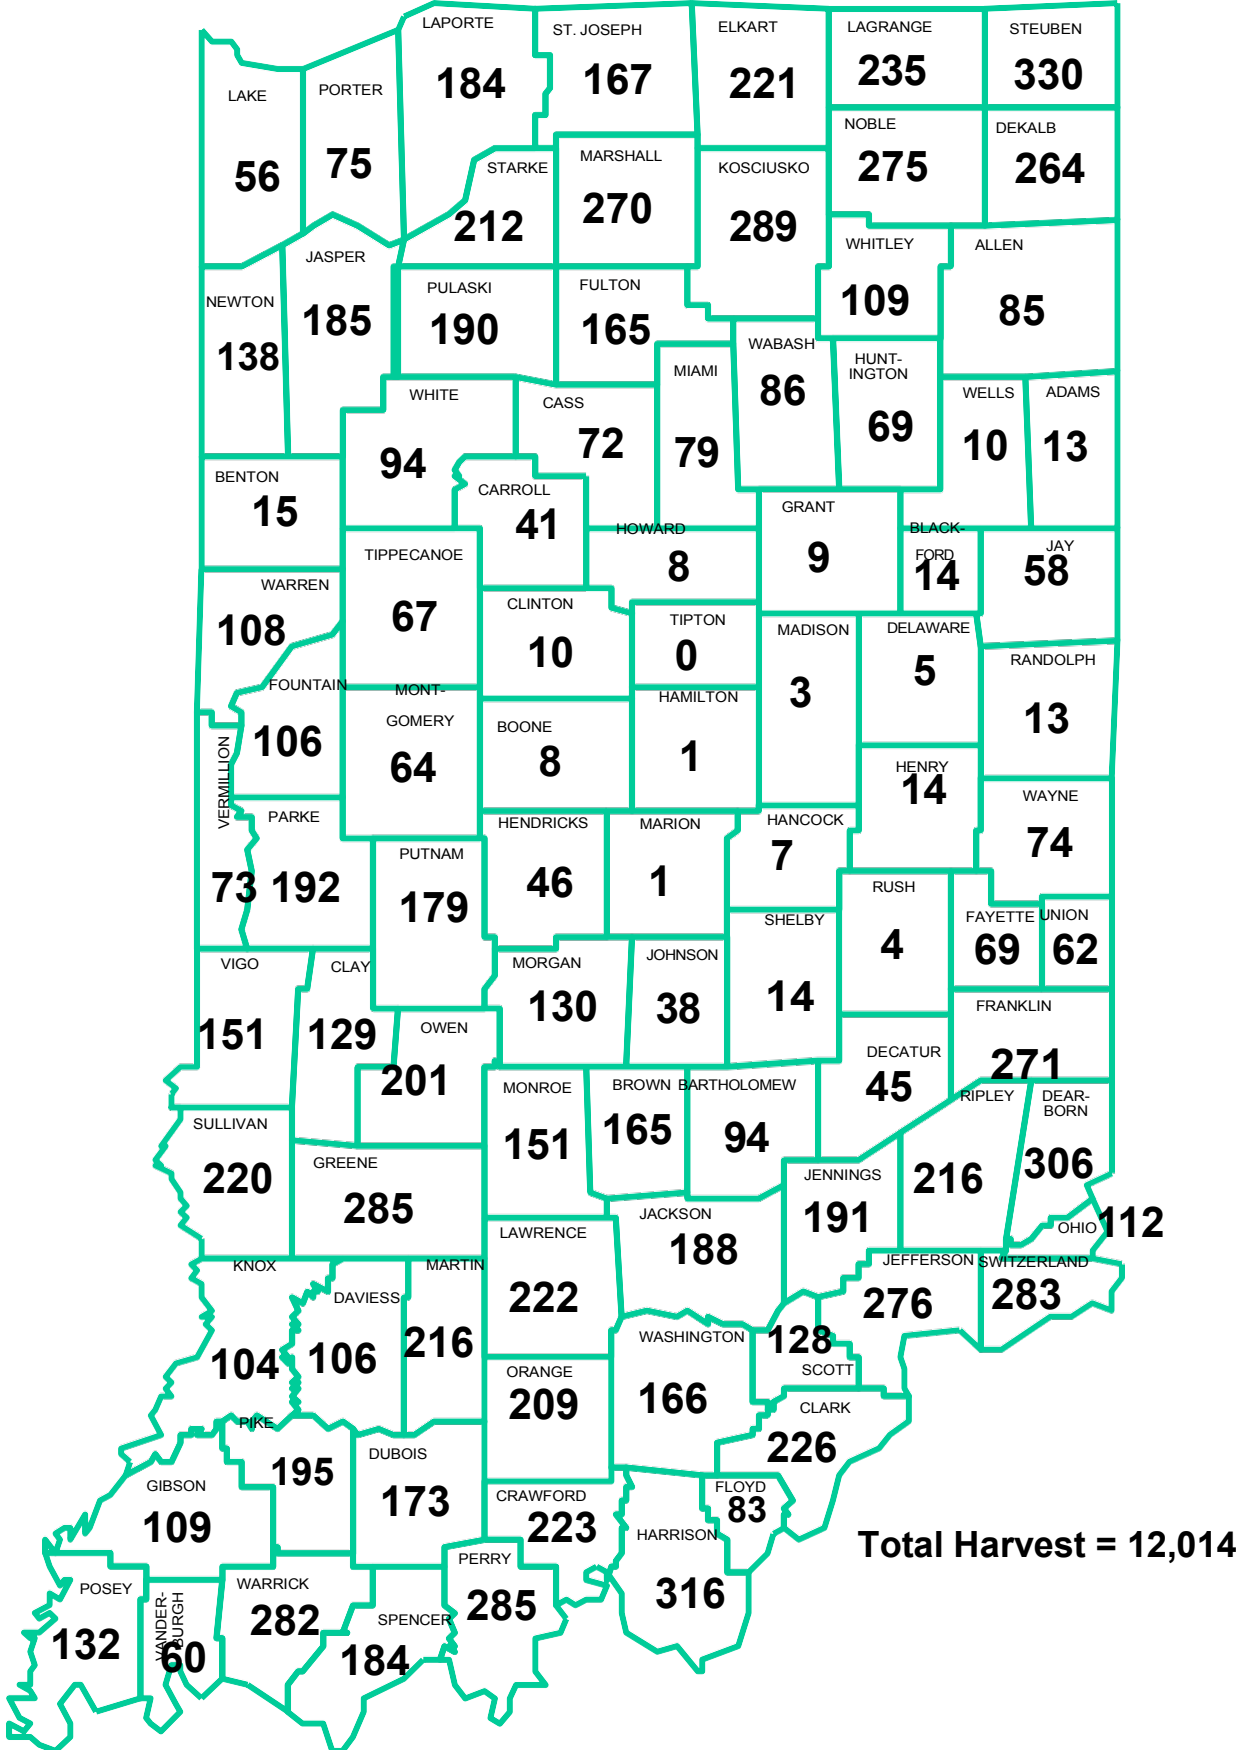 LAPORTE
184
ST. JOSEPH
167
ELKART
221
LAGRANGE
235
STEUBEN
330
LAKE
56
PORTER
75
STARKE
212
MARSHALL
270
KOSCIUSKO
289
NOBLE
275
DEKALB
264
NEWTON
138
JASPER
185
PULASKI
190
FULTON
165
WHITLEY
109
ALLEN
85
WHITE
94
CASS
72
MIAMI
79
WABASH
86
HUNT-
INGTON
69
WELLS
10
ADAMS
13
BENTON
15
CARROLL
41
HOWARD
8
GRANT
9
BLACK-
FORD
14
JAY
58
WARREN
108
TIPPECANOE
67
CLINTON
10
TIPTON
0
MADISON
3
DELAWARE
5
RANDOLPH
13
FOUNTAIN
106
MONT-
GOMERY
64
BOONE
8
HAMILTON
1
HENRY
14
WAYNE
74
VERMILLION
73
PARKE
192
PUTNAM
179
HENDRICKS
46
MARION
1
HANCOCK
7
RUSH
4
FAYETTE
69
UNION
62
VIGO
151
CLAY
129
OWEN
201
MORGAN
130
JOHNSON
38
SHELBY
14
DECATUR
45
FRANKLIN
271
SULLIVAN
220
GREENE
285
MONROE
151
BROWN
165
BARTHOLOMEW
94
JENNINGS
191
RIPLEY
216
DEAR-
BORN
306
OHIO
112
KNOX
104
DAVIESS
106
MARTIN
216
LAWRENCE
222
JACKSON
188
JEFFERSON
276
SWITZERLAND
283
ORANGE
209
WASHINGTON
166
128
SCOTT
CLARK
226
GIBSON
109
PIKE
195
DUBOIS
173
CRAWFORD
223
FLOYD
83
HARRISON
316
Total Harvest = 12,014
POSEY
132
VANDER-
BURGH
60
WARRICK
282
SPENCER
184
PERRY
285